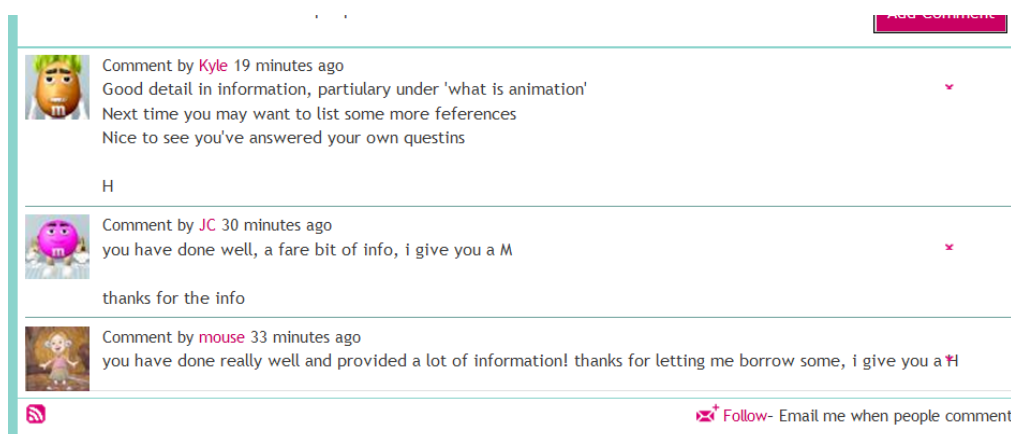 Add Comment
Comment by Kyle 19 minutes ago
Good detail in information, partiulary under 'what is animation'
Next time you may want to list some more feferences
Nice to see you've answered your own questins
H
Comment by JC 30 minutes ago
you have done well, a fare bit of info, i give you a M
thanks for the info
Comment by mouse 33 minutes ago
you have done really well and provided a lot of information! thanks for letting me borrow some, i give you a H
Follow- Email me when people comment